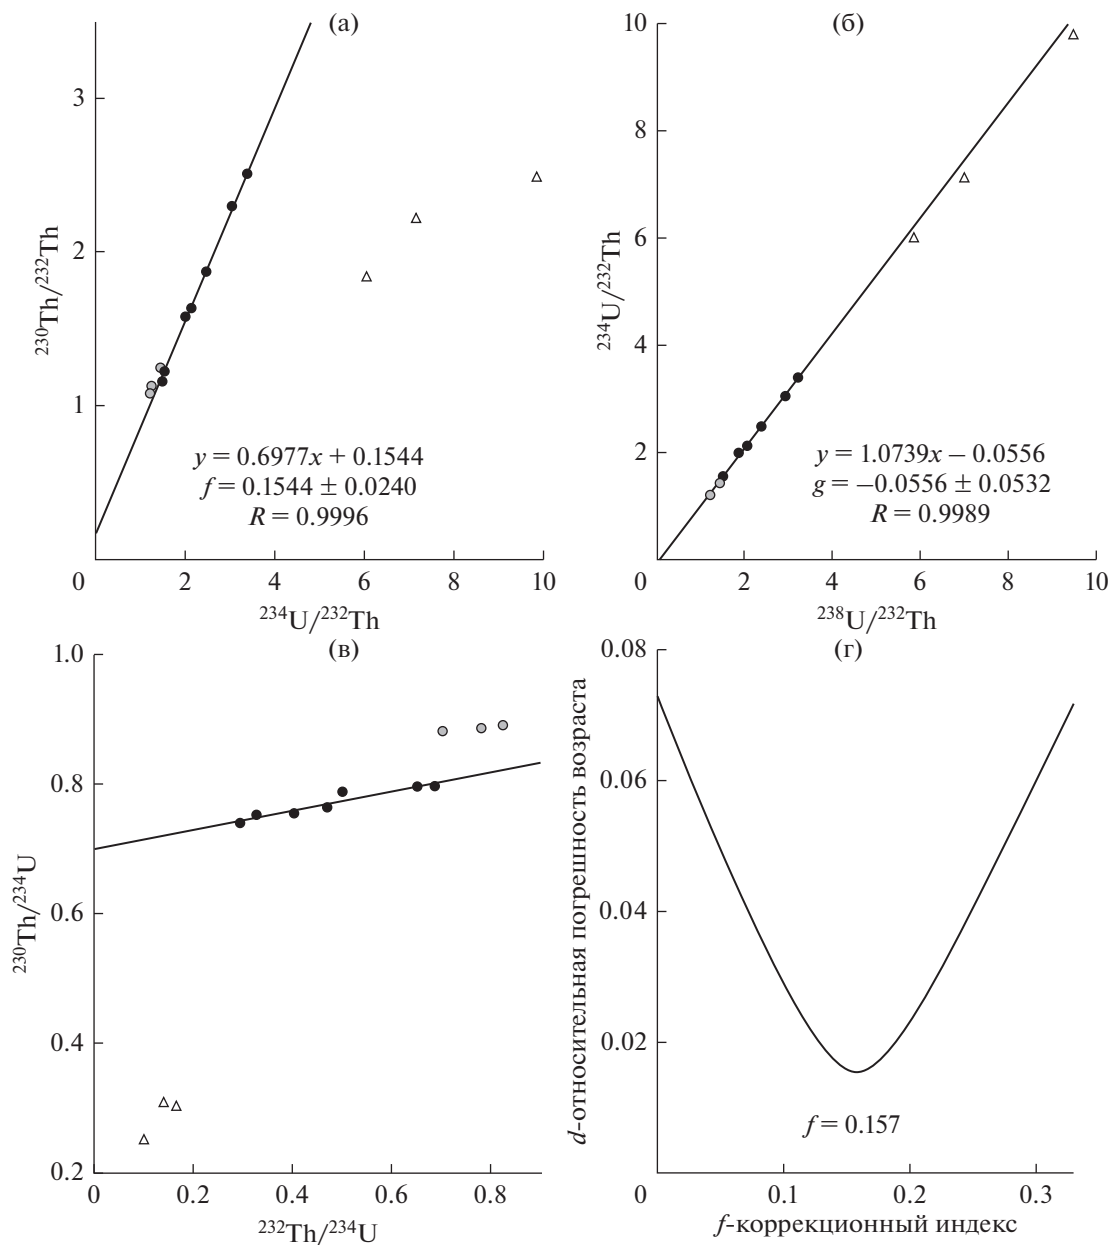 (а)
3
2
1
0
2
4
6
8
10
²³⁰Th/²³²Th
²³⁴U/²³²Th
y = 0.6977x + 0.1544
f = 0.1544 ± 0.0240
R = 0.9996
(б)
10
8
6
4
2
0
2
4
6
8
10
²³⁴U/²³²Th
²³⁸U/²³²Th
y = 1.0739x − 0.0556
g = −0.0556 ± 0.0532
R = 0.9989
(в)
1.0
0.8
0.6
0.4
0.2
0
0.2
0.4
0.6
0.8
²³⁰Th/²³⁴U
²³²Th/²³⁴U
(г)
0.08
0.06
0.04
0.02
0
0.1
0.2
0.3
d-относительная погрешность возраста
f-коррекционный индекс
f = 0.157